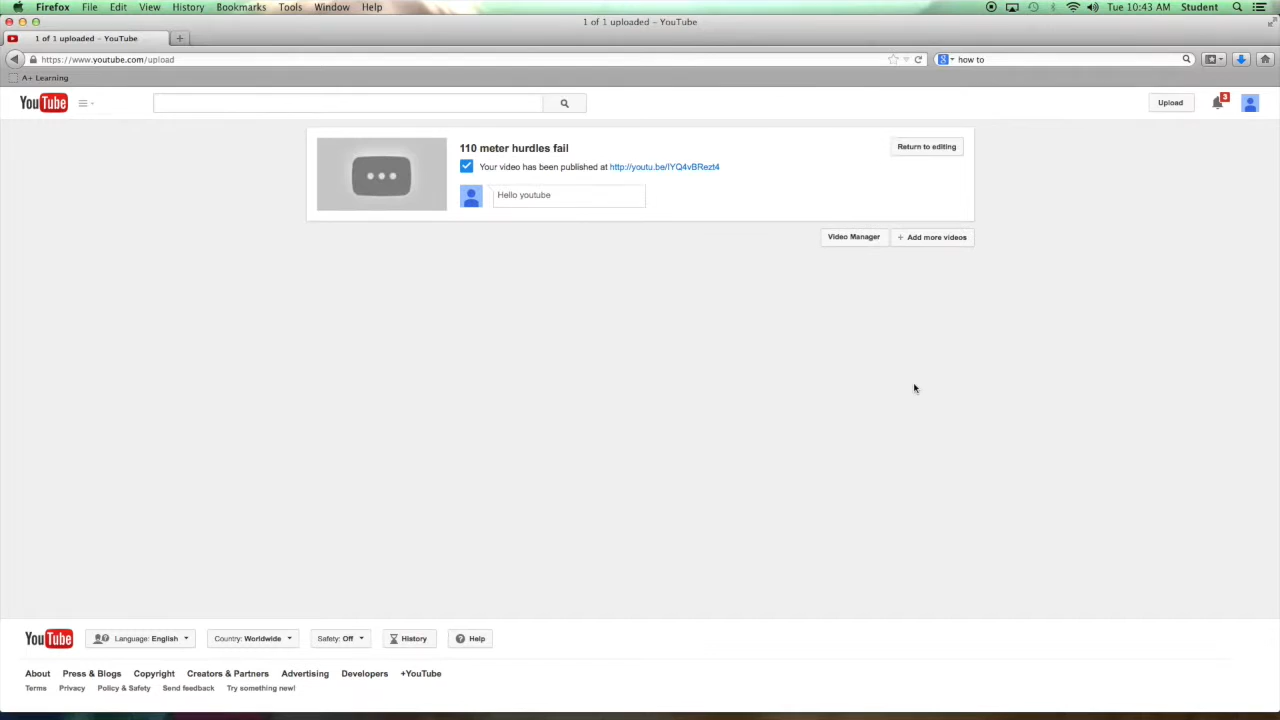 Firefox File Edit View History Bookmarks Tools Window Help Tue 10:43 AM Student
1 of 1 uploaded – YouTube
1 of 1 uploaded – YouTube
https://www.youtube.com/upload how to
A+ Learning
YouTube Upload 3
110 meter hurdles fail Return to editing
Your video has been published at http://youtu.be/IYQ4vBRezt4
Hello youtube
Video Manager + Add more videos
YouTube Language: English Country: Worldwide Safety: Off History Help
About Press & Blogs Copyright Creators & Partners Advertising Developers +YouTube
Terms Privacy Policy & Safety Send feedback Try something new!